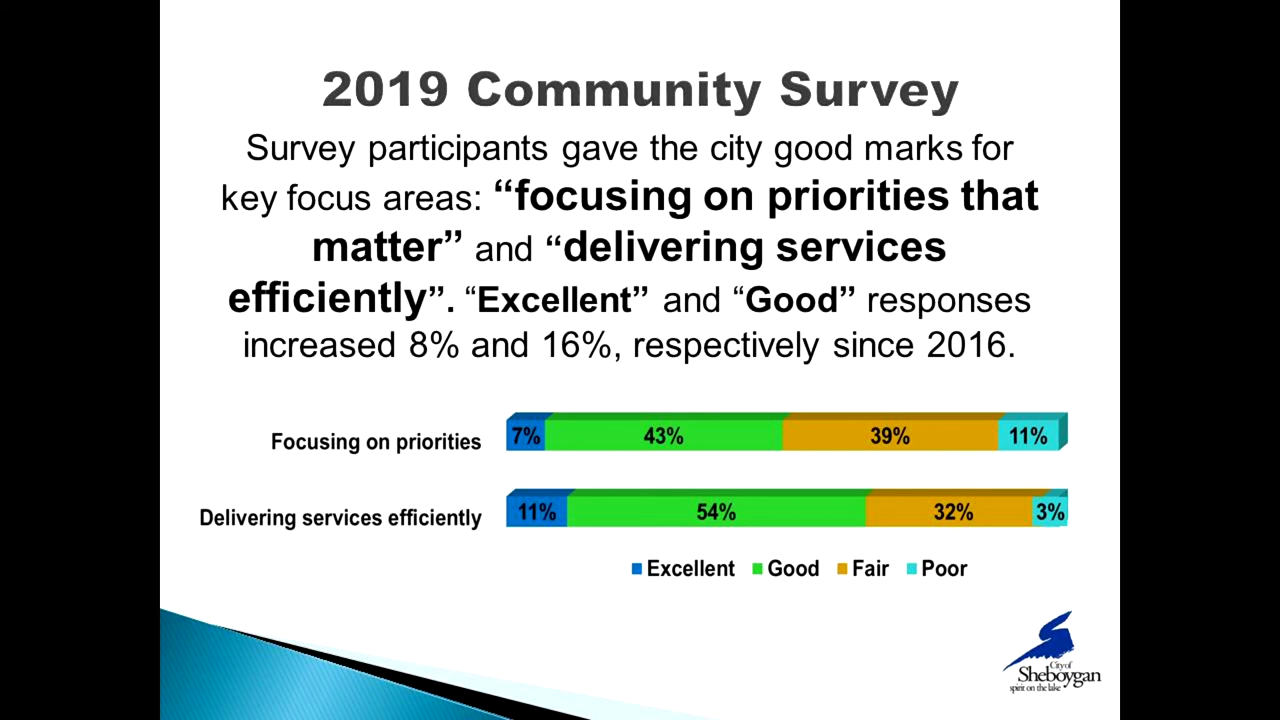 2019 Community Survey
Survey participants gave the city good marks for
key focus areas: “focusing on priorities that
matter” and “delivering services
efficiently”. “Excellent” and “Good” responses
increased 8% and 16%, respectively since 2016.
Focusing on priorities 7% 43% 39% 11%
Delivering services efficiently 11% 54% 32% 3%
Excellent Good Fair Poor
City of
Sheboygan
spirit on the lake